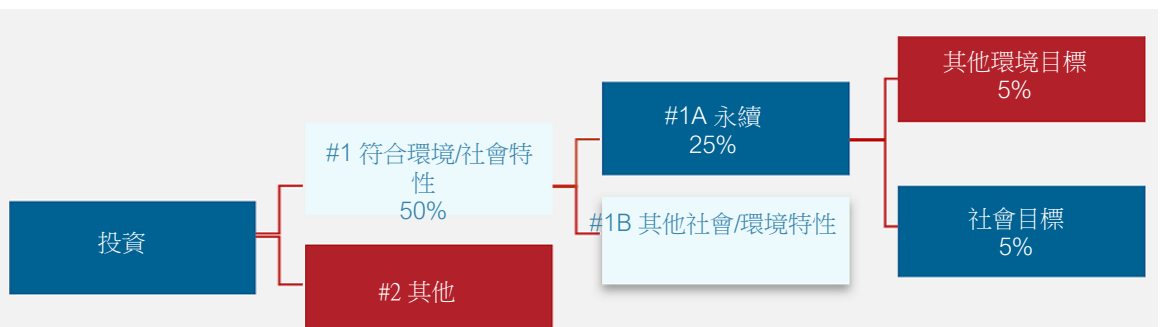 投資
#1 符合環境/社會特
性
50%
#2 其他
#1A 永續
25%
#1B 其他社會/環境特性
其他環境目標
5%
社會目標
5%